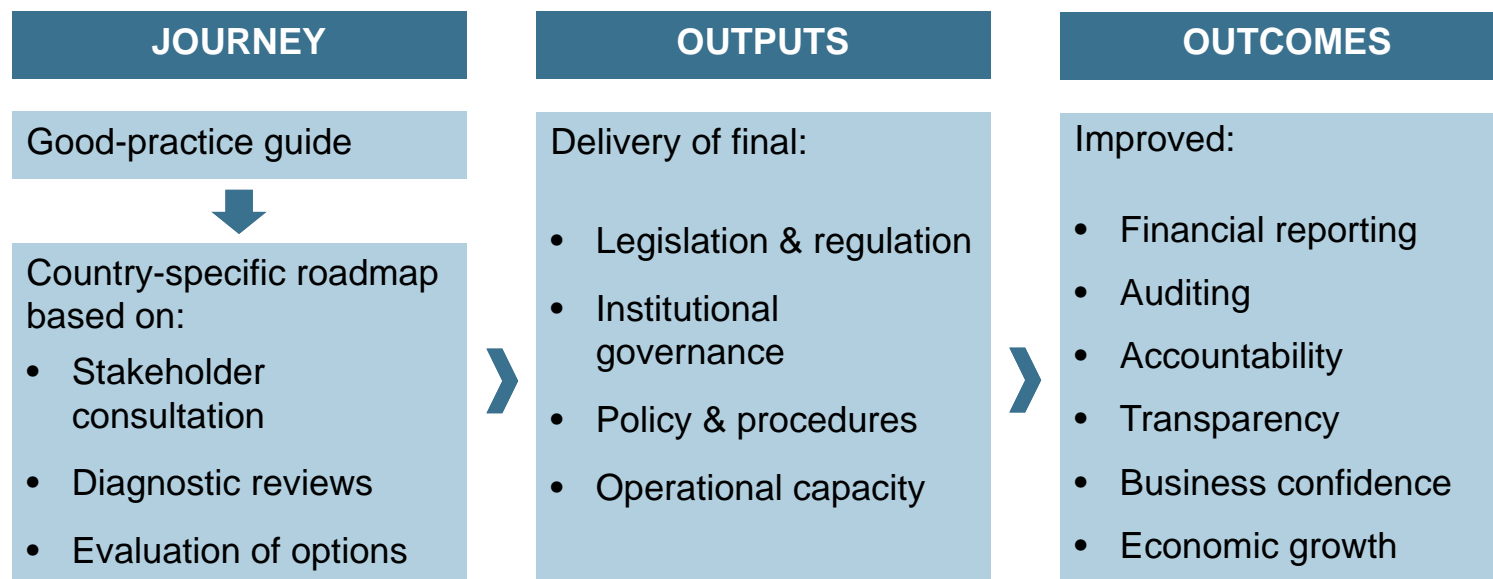 JOURNEY
Good-practice guide
Country-specific roadmap
based on:
• Stakeholder
consultation
• Diagnostic reviews
• Evaluation of options
OUTPUTS
Delivery of final:
• Legislation & regulation
• Institutional
governance
• Policy & procedures
• Operational capacity
OUTCOMES
Improved:
• Financial reporting
• Auditing
• Accountability
• Transparency
• Business confidence
• Economic growth